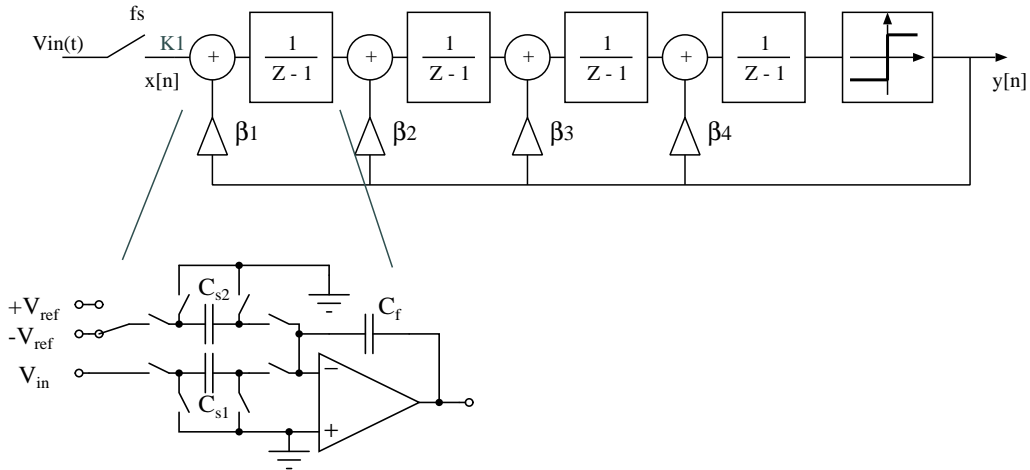 fs
Vin(t)
K1
x[n]
+
1
Z - 1
+
1
Z - 1
+
1
Z - 1
+
1
Z - 1
y[n]
β1
β2
β3
β4
+Vref
-Vref
Vin
Cs2
Cs1
Cf
−
+